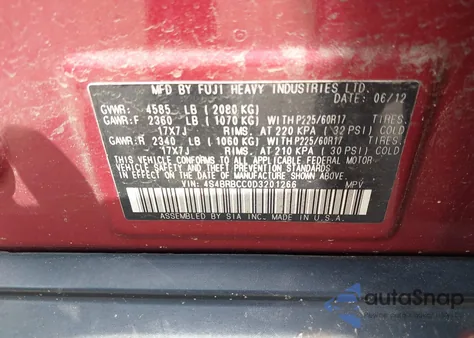 MFD BY FUJI HEAVY INDUSTRIES LTD.
DATE: 06/12
GVWR: 4585 LB (2080 KG)
GAWR:F 2360 LB (1070 KG) WITH P225/60R17 TIRES.
17X7J RIMS. AT 220 KPA (32 PSI) COLD
GAWR:R 2340 LB (1060 KG) WITH P225/60R17 TIRES.
17X7J RIMS. AT 210 KPA (30 PSI) COLD
THIS VEHICLE CONFORMS TO ALL APPLICABLE FEDERAL MOTOR
VEHICLE SAFETY AND THEFT PREVENTION STANDARDS IN
EFFECT ON THE DATE OF MANUFACTURE SHOWN ABOVE.
VIN: 4S4BRBCC0D3201266 MPV
ASSEMBLED BY SIA INC. MADE IN U.S.A.
autoSnap